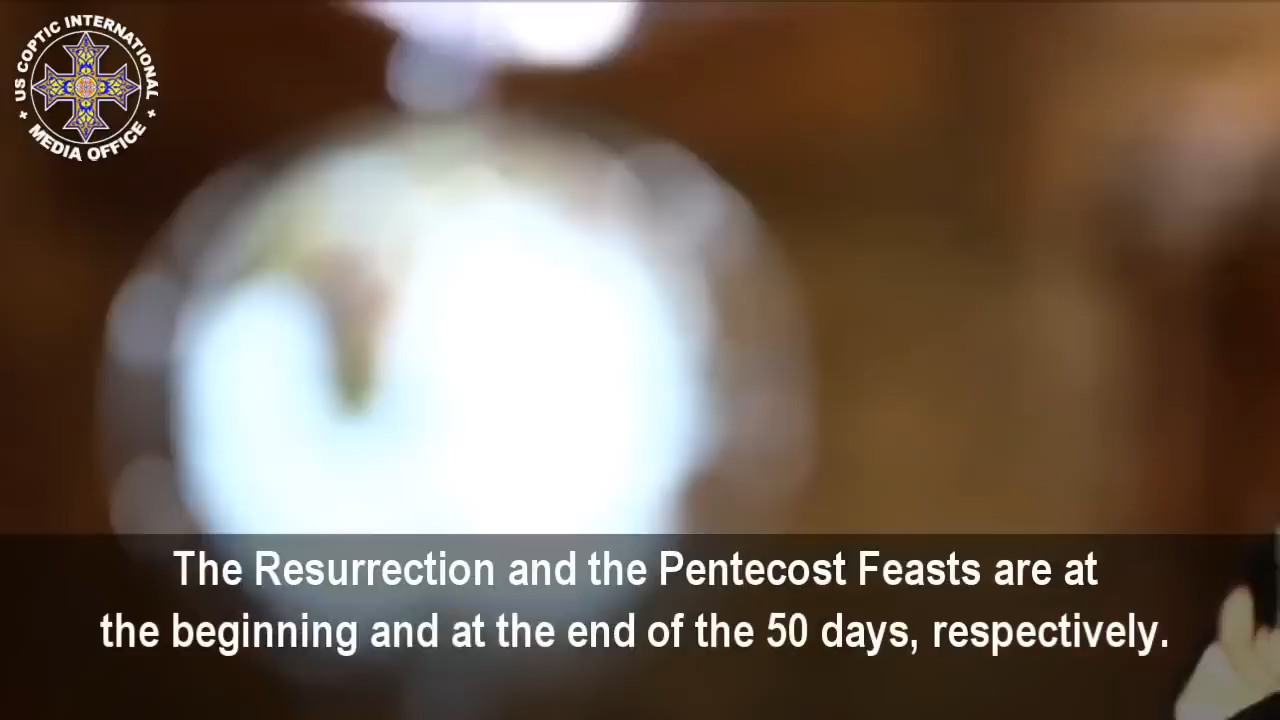 US COPTIC INTERNATIONAL
MEDIA OFFICE
The Resurrection and the Pentecost Feasts are at
the beginning and at the end of the 50 days, respectively.